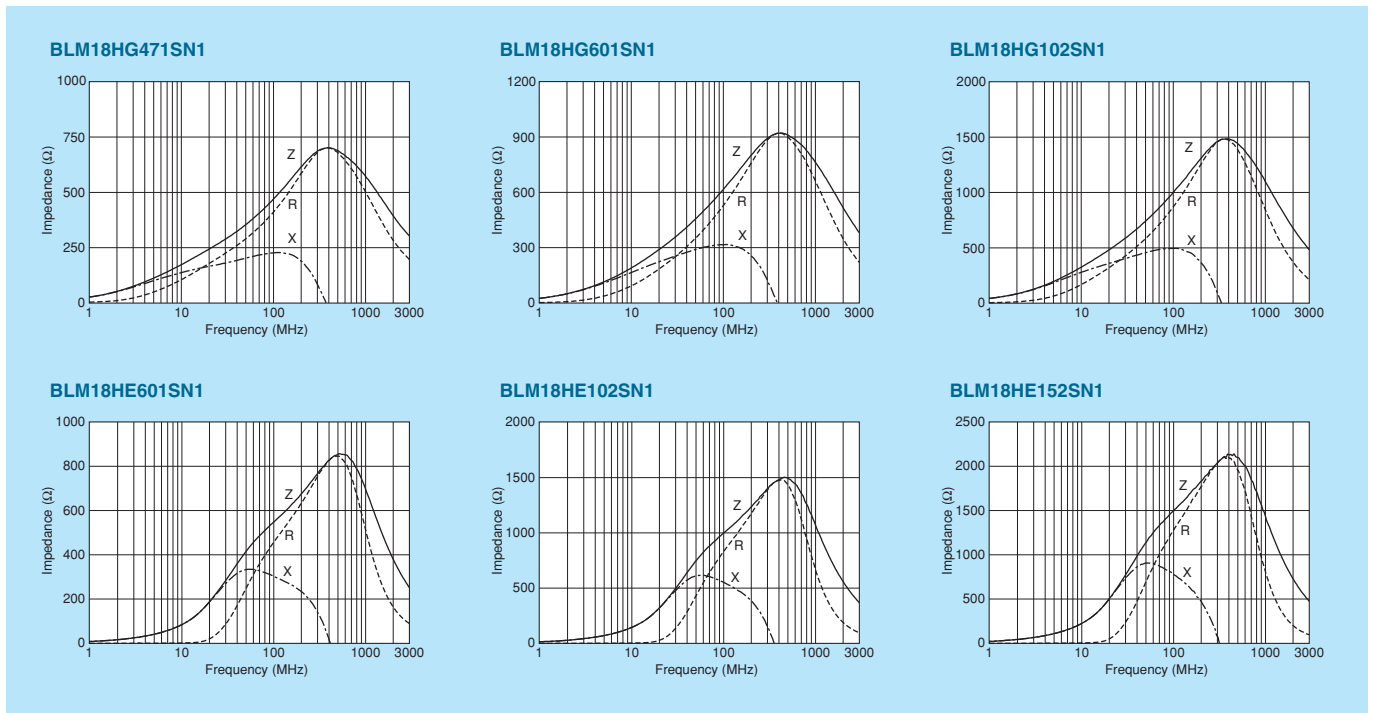 BLM18HG471SN1
1000
750
500
250
0
Impedance (Ω)
Z
R
X
1 10 100 1000 3000
Frequency (MHz)
BLM18HG601SN1
1200
900
600
300
0
Impedance (Ω)
Z
R
X
1 10 100 1000 3000
Frequency (MHz)
BLM18HG102SN1
2000
1500
1000
500
0
Impedance (Ω)
Z
R
X
1 10 100 1000 3000
Frequency (MHz)
BLM18HE601SN1
1000
800
600
400
200
0
Impedance (Ω)
Z
R
X
1 10 100 1000 3000
Frequency (MHz)
BLM18HE102SN1
2000
1500
1000
500
0
Impedance (Ω)
Z
R
X
1 10 100 1000 3000
Frequency (MHz)
BLM18HE152SN1
2500
2000
1500
1000
500
0
Impedance (Ω)
Z
R
X
1 10 100 1000 3000
Frequency (MHz)